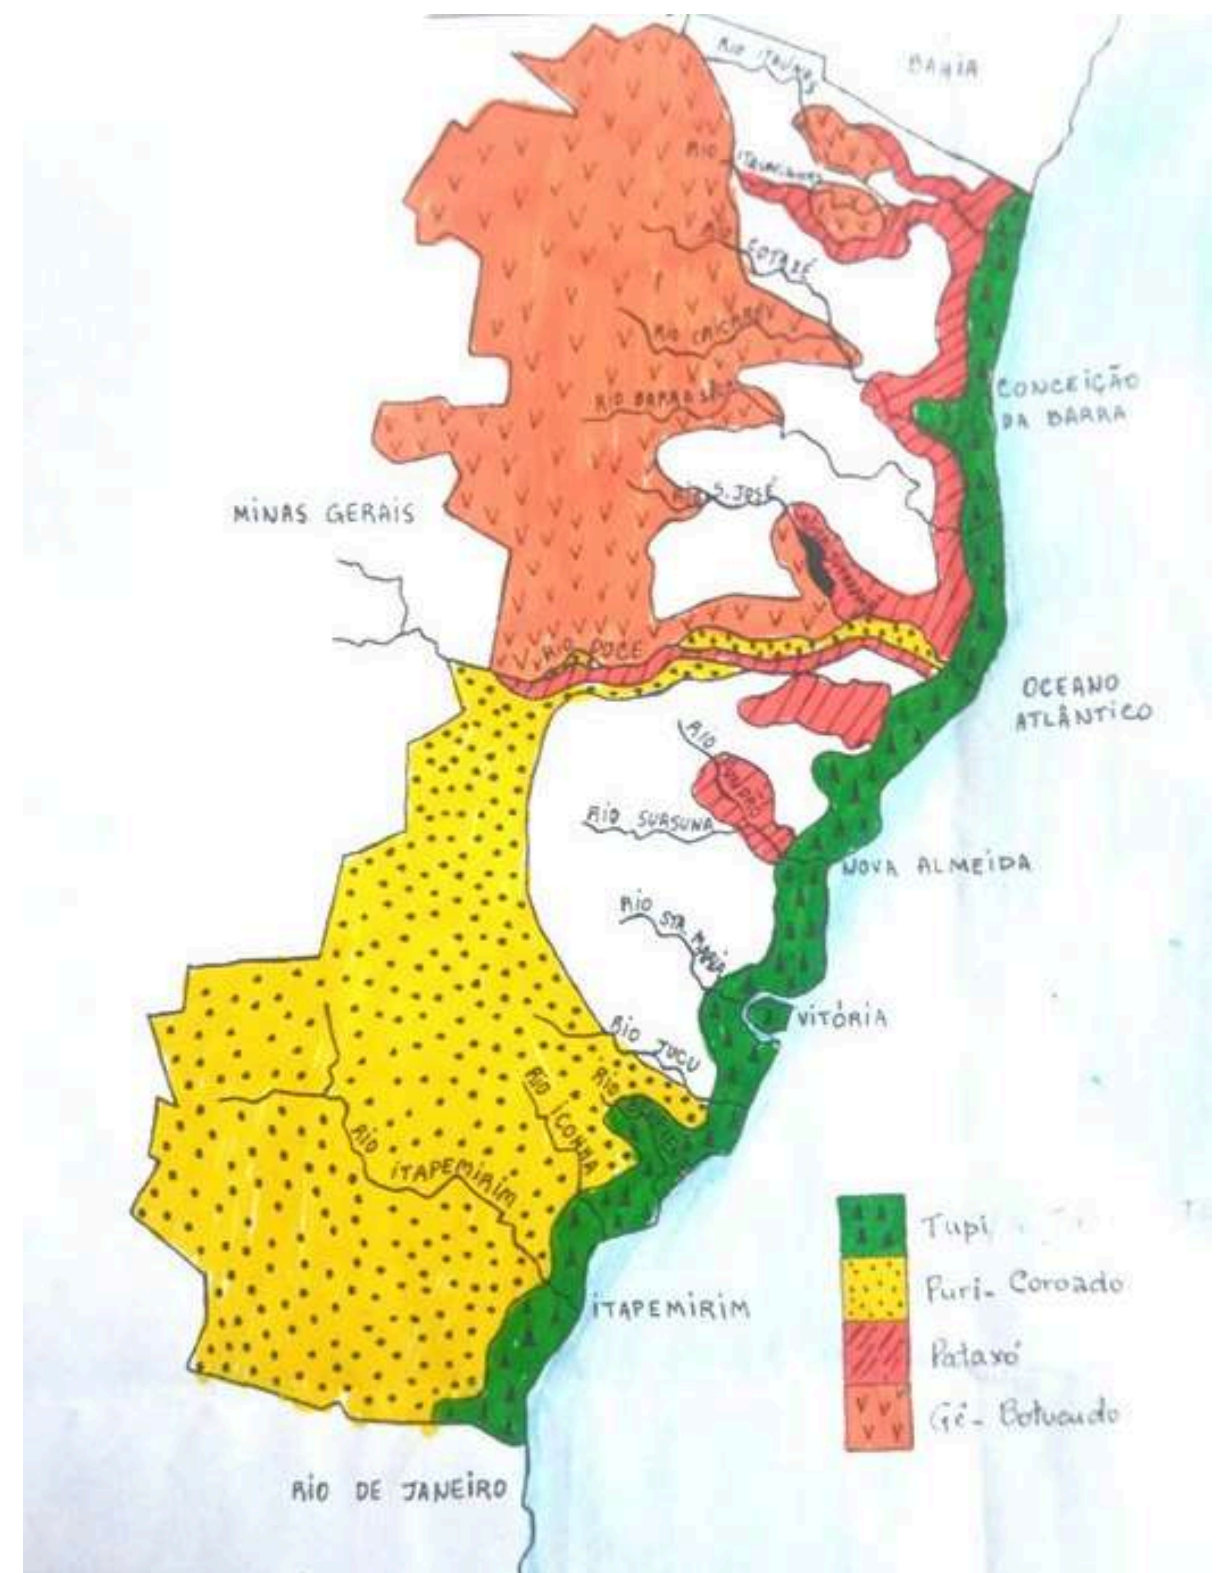 RIO ITAÚNAS
BAHIA
RIO
RIO COTAXÉ
RIO CRICARÉ
CONCEIÇÃO
DA BARRA
RIO BARRA SECA
RIO S. JOSÉ
MINAS GERAIS
RIO DOCE
OCEANO
ATLÂNTICO
RIO
RIO SUASUNA
NOVA ALMEIDA
RIO STA. MARIA
VITÓRIA
RIO JUCU
RIO
RIO ICONHA
RIO
ITAPEMIRIM
ITAPEMIRIM
RIO DE JANEIRO
Tupi
Puri- Coroado
Pataxó
Gê- Botucudo